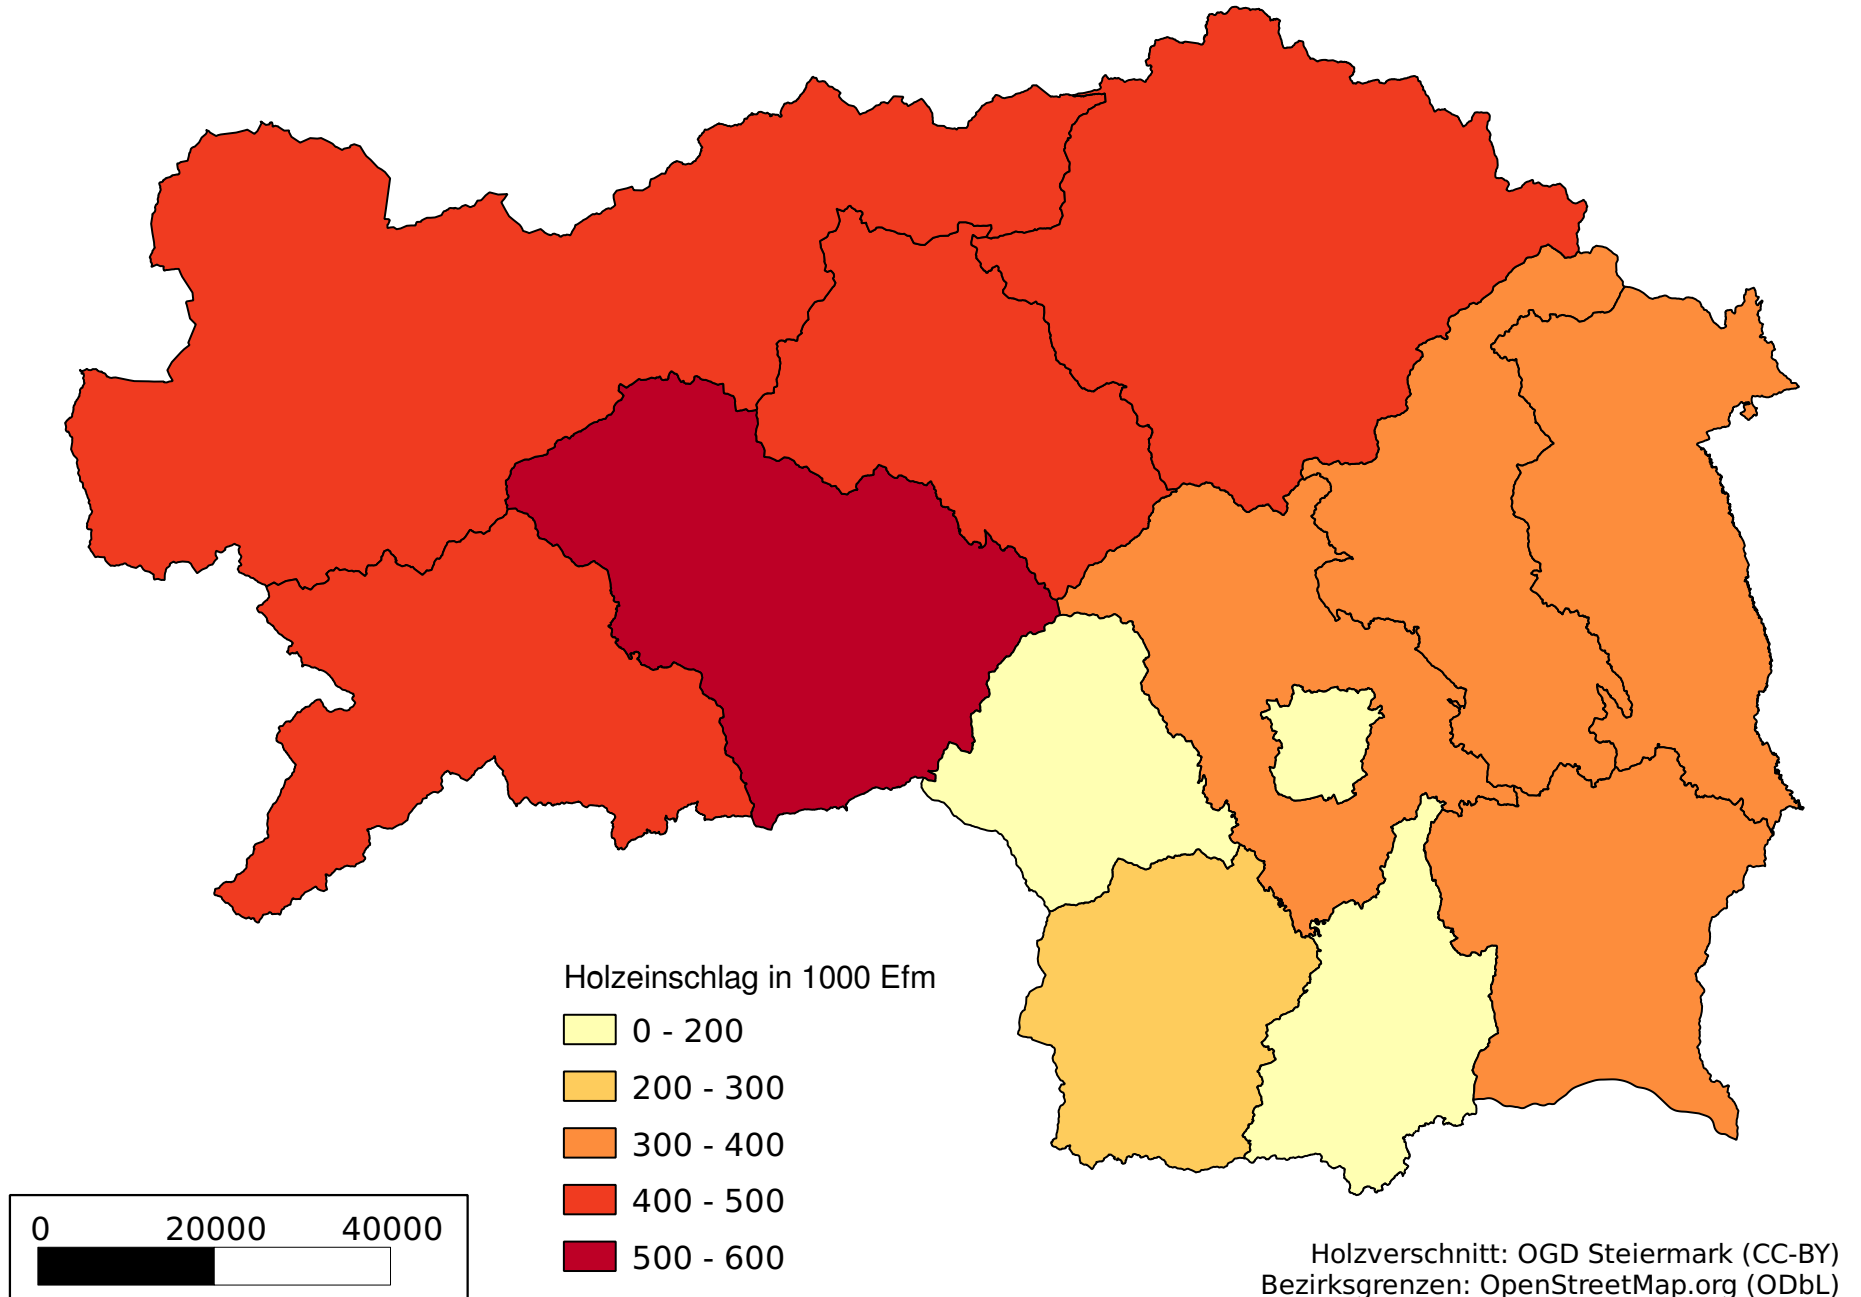 Holzeinschlag in 1000 Efm
0 - 200
200 - 300
300 - 400
400 - 500
500 - 600
0 20000 40000
Holzverschnitt: OGD Steiermark (CC-BY)
Bezirksgrenzen: OpenStreetMap.org (ODbL)